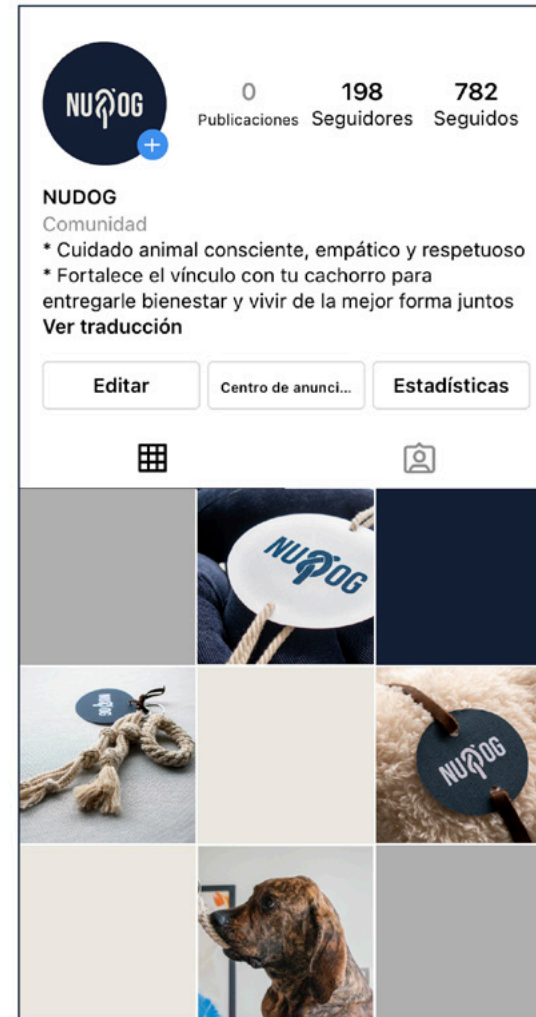 NUDOG
0 198 782
Publicaciones Seguidores Seguidos
NUDOG
Comunidad
* Cuidado animal consciente, empático y respetuoso
* Fortalece el vínculo con tu cachorro para
entregarle bienestar y vivir de la mejor forma juntos
Ver traducción
Editar Centro de anunci... Estadísticas
NUDOG
NUDOG
NUDOG